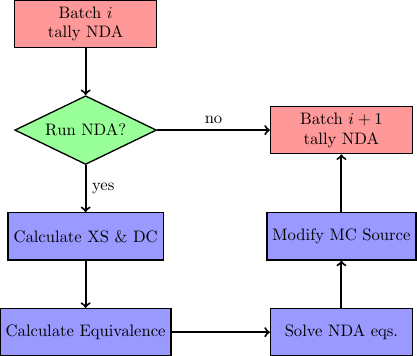 Batch i
tally NDA
Run NDA?
no
Batch i + 1
tally NDA
yes
Calculate XS & DC
Modify MC Source
Calculate Equivalence
Solve NDA eqs.